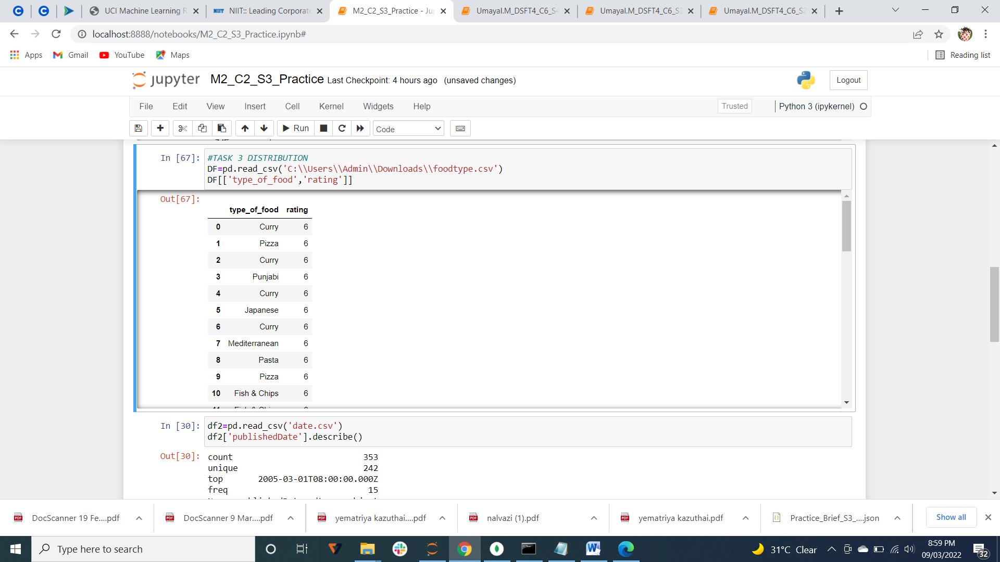 UCI Machine Learning R
NIIT:: Leading Corporate
M2_C2_S3_Practice - Ju
Umayal.M_DSFT4_C6_S4
Umayal.M_DSFT4_C6_S3
Umayal.M_DSFT4_C6_S2
localhost:8888/notebooks/M2_C2_S3_Practice.ipynb#
Apps
Gmail
YouTube
Maps
Reading list
jupyter M2_C2_S3_Practice Last Checkpoint: 4 hours ago (unsaved changes)
Logout
File Edit View Insert Cell Kernel Widgets Help
Trusted
Python 3 (ipykernel)
Run
Code
In [67]: #TASK 3 DISTRIBUTION
DF=pd.read_csv('C:\\Users\\Admin\\Downloads\\foodtype.csv')
DF[['type_of_food','rating']]
Out[67]:
type_of_food rating
0 Curry 6
1 Pizza 6
2 Curry 6
3 Punjabi 6
4 Curry 6
5 Japanese 6
6 Curry 6
7 Mediterranean 6
8 Pasta 6
9 Pizza 6
10 Fish & Chips 6
In [30]: df2=pd.read_csv('date.csv')
df2['publishedDate'].describe()
Out[30]: count 353
unique 242
top 2005-03-01T08:00:00.000Z
freq 15
DocScanner 19 Fe....pdf
DocScanner 9 Mar....pdf
yematriya kazuthai....pdf
nalvazi (1).pdf
yematriya kazuthai.pdf
Practice_Brief_S3_....json
Show all
Type here to search
31°C Clear
8:59 PM
09/03/2022
32